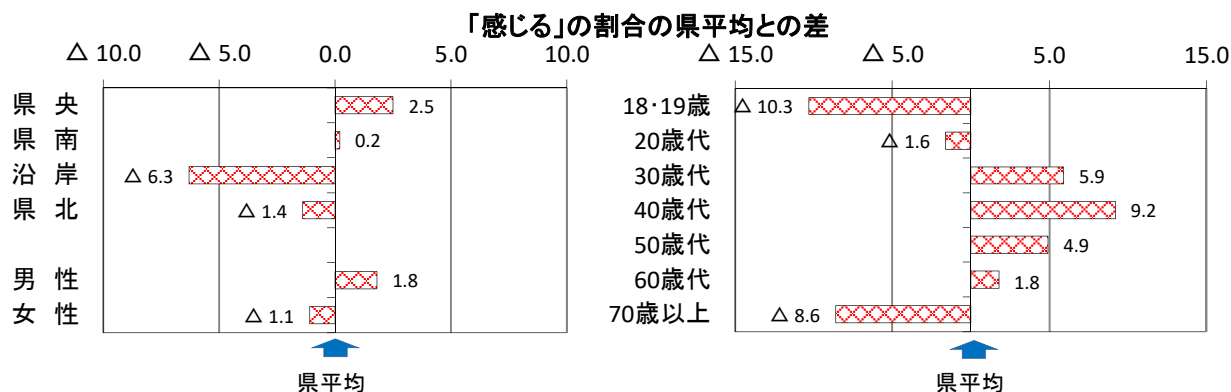 「感じる」の割合の県平均との差
△ 10.0 △ 5.0 0.0 5.0 10.0
県 央 2.5
県 南 0.2
沿 岸 △ 6.3
県 北 △ 1.4
男 性 1.8
女 性 △ 1.1
県平均
△ 15.0 △ 5.0 5.0 15.0
18･19歳 △ 10.3
20歳代 △ 1.6
30歳代 5.9
40歳代 9.2
50歳代 4.9
60歳代 1.8
70歳以上 △ 8.6
県平均